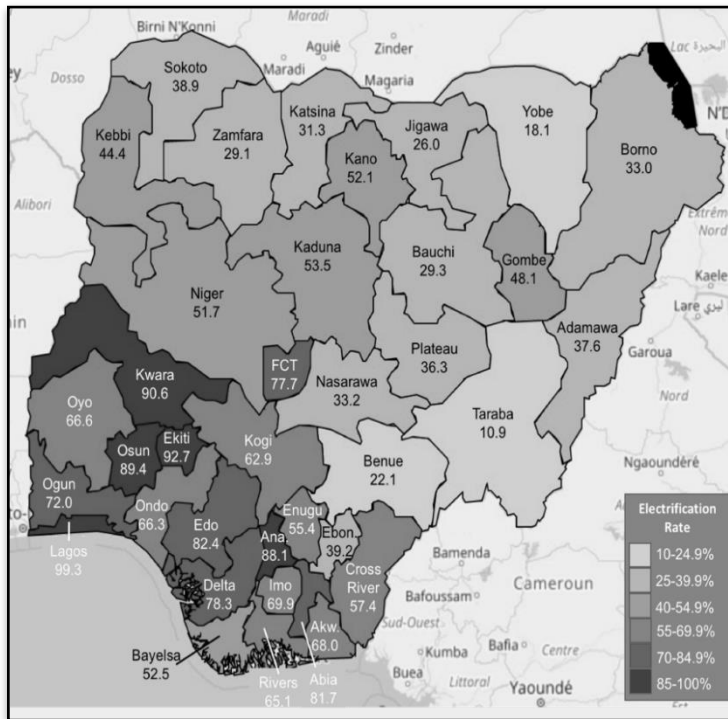 Birni N'Konni
Maradi
Dosso
Aguié
Zinder
Maradi
Magaria
Lac
Sokoto
38.9
Katsina
31.3
Yobe
18.1
Kebbi
44.4
Zamfara
29.1
Jigawa
26.0
Borno
33.0
Kano
52.1
Alibori
Kaduna
53.5
Bauchi
29.3
Gombe
48.1
Niger
51.7
Kaele
Adamawa
37.6
Plateau
36.3
FCT
77.7
Garoua
Kwara
90.6
Nasarawa
33.2
Nord
Oyo
66.6
Taraba
10.9
Osun
89.4
Ekiti
92.7
Kogi
62.9
Benue
22.1
Ngaoundéré
Ogun
72.0
Ondo
66.3
Edo
82.4
Enugu
55.4
Ebon.
39.2
Ana.
88.1
Lagos
99.3
Cross
River
57.4
Delta
78.3
Imo
69.9
Akw.
68.0
Bayelsa
52.5
Rivers
65.1
Abia
81.7
Bamenda
Cameroun
Bafoussam
Sud-Ouest
Kumba
Bafia
Centre
Buea
Littoral
Yaoundé
Est
Electrification
Rate
10-24.9%
25-39.9%
40-54.9%
55-69.9%
70-84.9%
85-100%